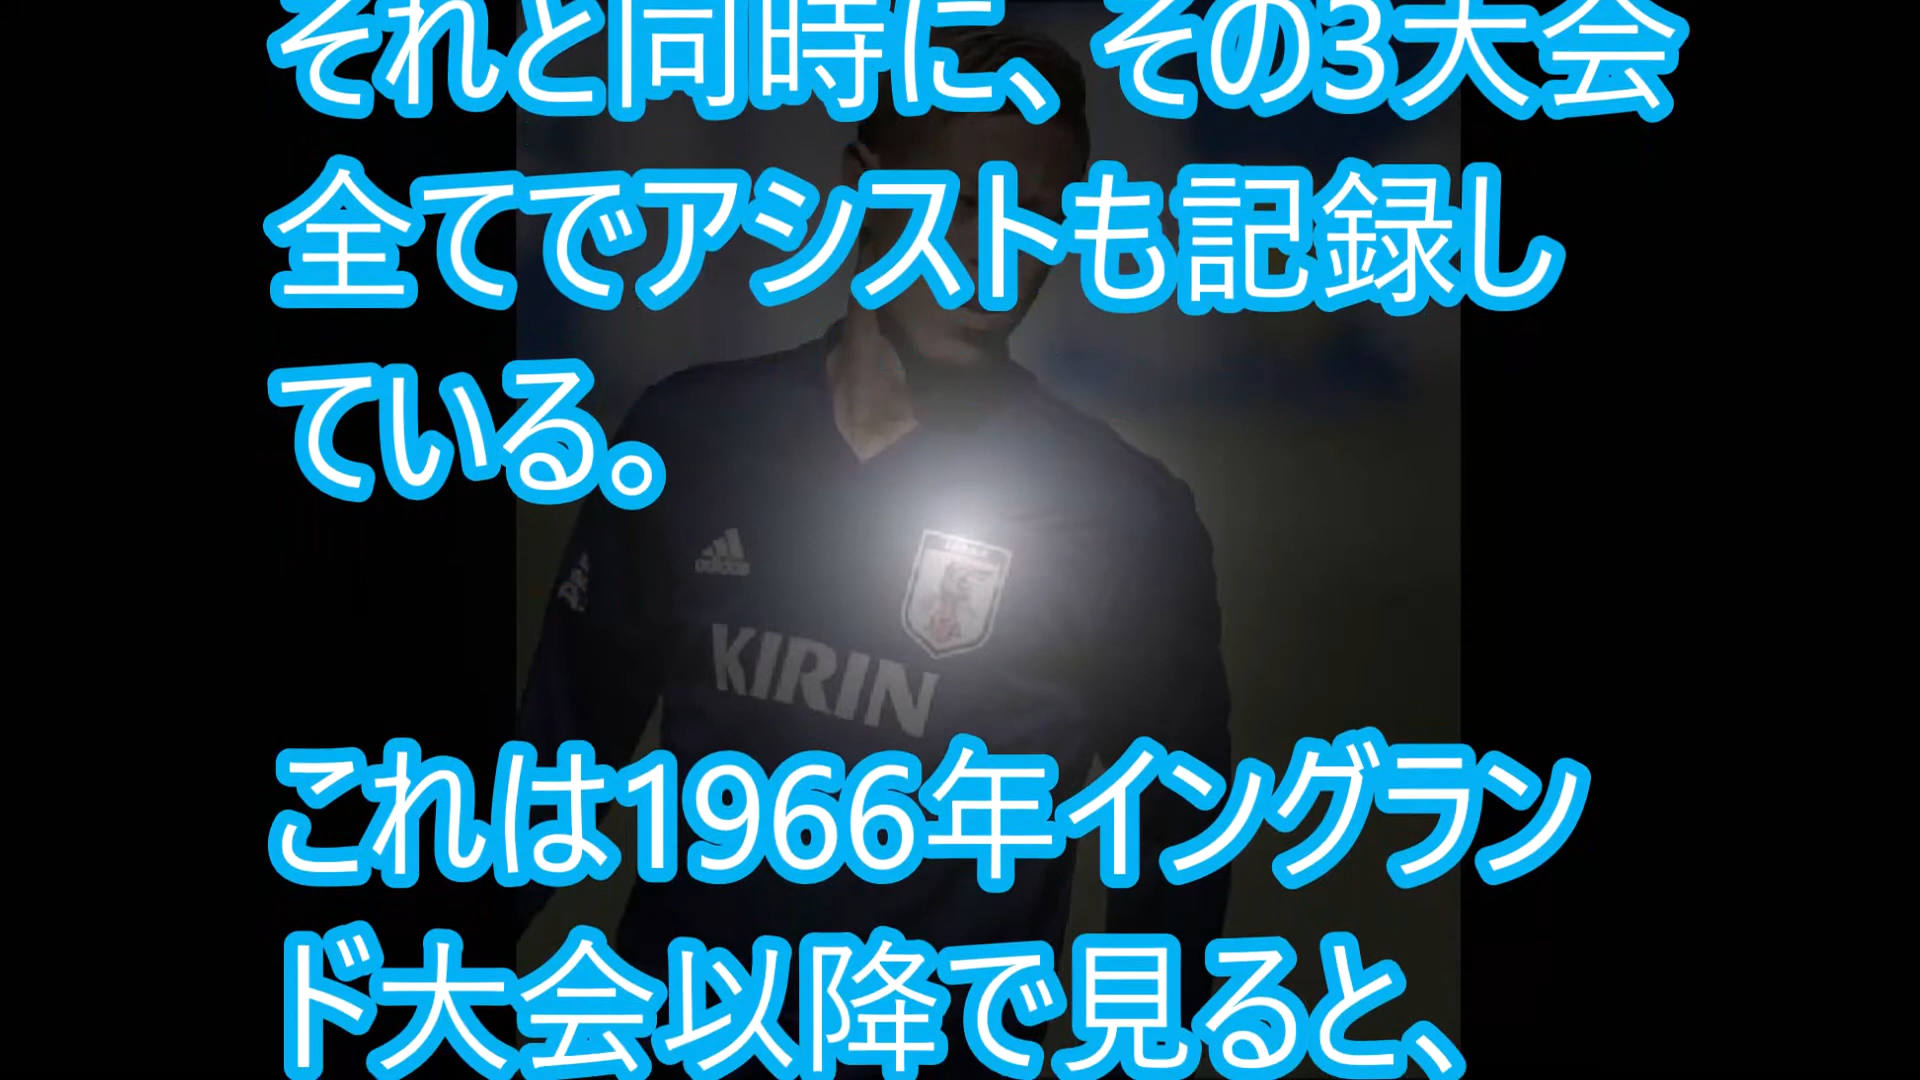 それと同時に、その3大会
全てでアシストも記録し
ている。
adidas
KIRIN
これは1966年イングラン
ド大会以降で見ると、